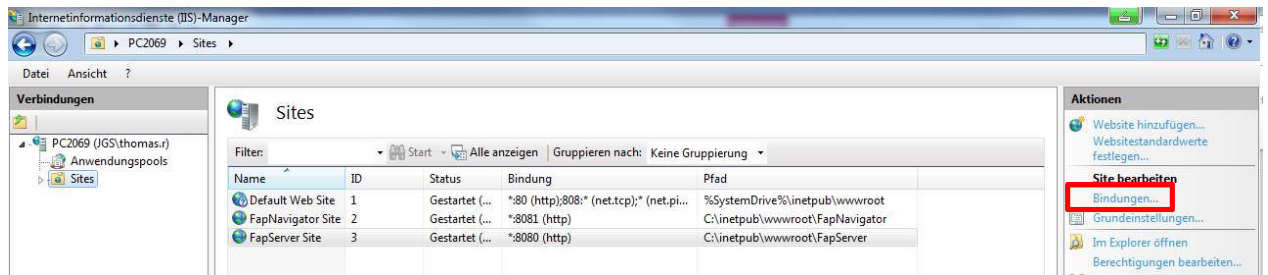 Internetinformationsdienste (IIS)-Manager
PC2069 Sites
Datei Ansicht ?
Verbindungen
PC2069 (JGS\thomas.r)
Anwendungspools
Sites
Sites
Filter: Start Alle anzeigen Gruppieren nach: Keine Gruppierung
Name ID Status Bindung Pfad
Default Web Site 1 Gestartet (... *:80 (http);808:* (net.tcp);* (net.pi... %SystemDrive%\inetpub\wwwroot
FapNavigator Site 2 Gestartet (... *:8081 (http) C:\inetpub\wwwroot\FapNavigator
FapServer Site 3 Gestartet (... *:8080 (http) C:\inetpub\wwwroot\FapServer
Aktionen
Website hinzufügen...
Websitestandardwerte
festlegen...
Site bearbeiten
Bindungen...
Grundeinstellungen...
Im Explorer öffnen
Berechtigungen bearbeiten...